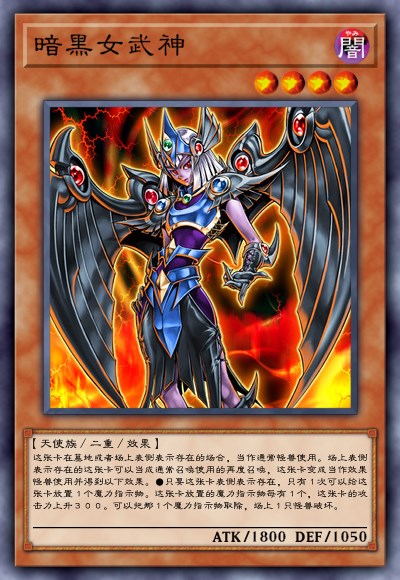 暗黒女武神
やみ
闇
【天使族／二重／效果】
这张卡在墓地或者场上表侧表示存在的场合，当作通常怪兽使用。场上表侧
表示存在的这张卡可以当成通常召唤使用的再度召唤，这张卡变成当作效果
怪兽使用并得到以下效果。●只要这张卡表侧表示存在，只有1次可以给这
张卡放置1个魔力指示物。这张卡放置的魔力指示物每有1个，这张卡的攻
击力上升３００。可以把那1个魔力指示物取除，场上1只怪兽破坏。
ATK/1800 DEF/1050